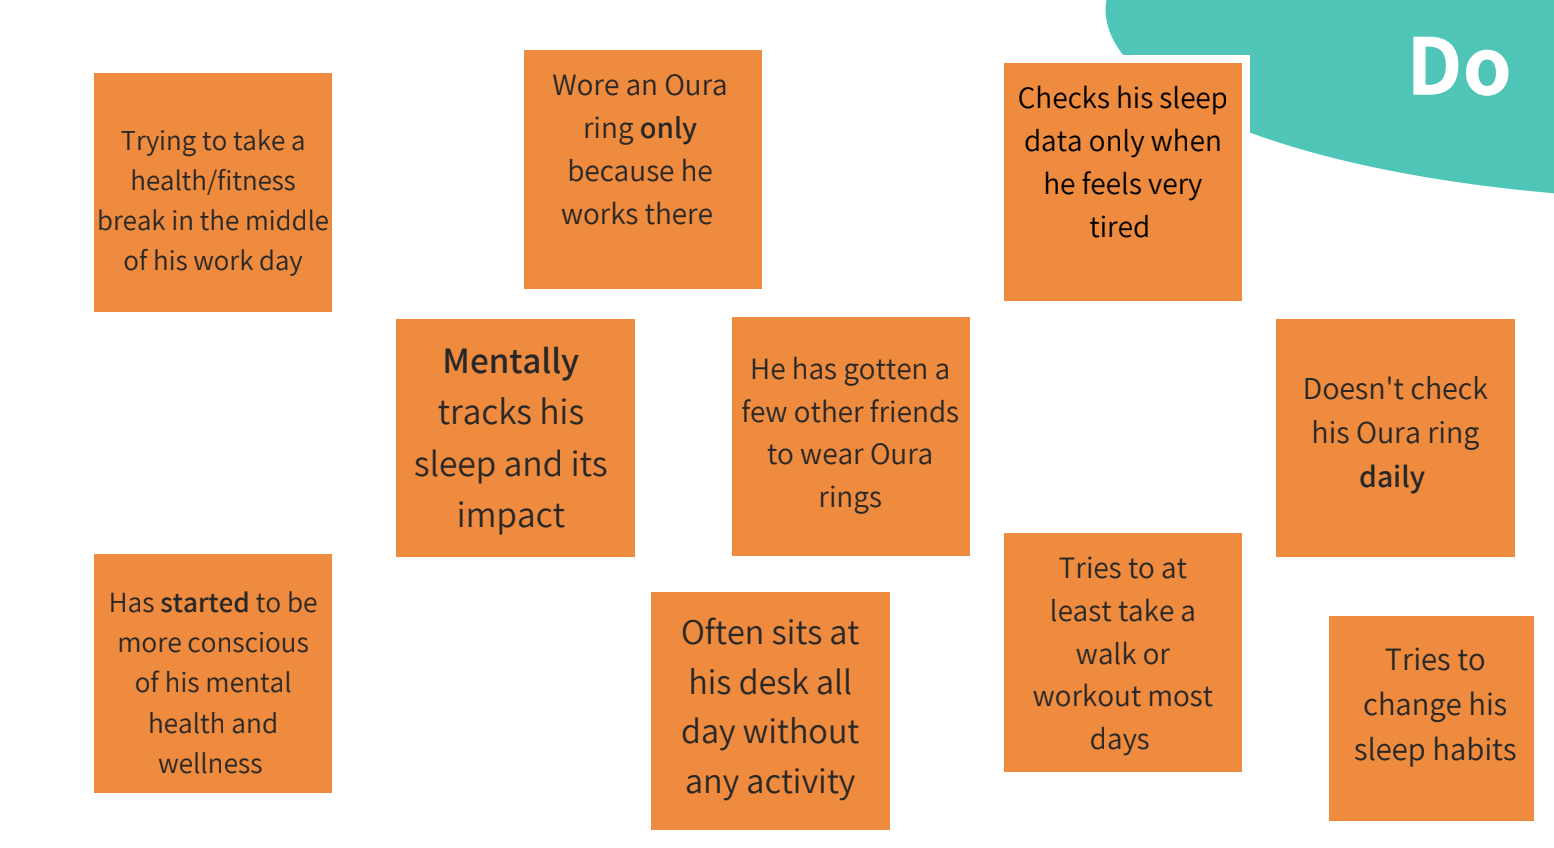 Do
Trying to take a
health/fitness
break in the middle
of his work day
Wore an Oura
ring only
because he
works there
Checks his sleep
data only when
he feels very
tired
Mentally
tracks his
sleep and its
impact
He has gotten a
few other friends
to wear Oura
rings
Doesn't check
his Oura ring
daily
Has started to be
more conscious
of his mental
health and
wellness
Often sits at
his desk all
day without
any activity
Tries to at
least take a
walk or
workout most
days
Tries to
change his
sleep habits